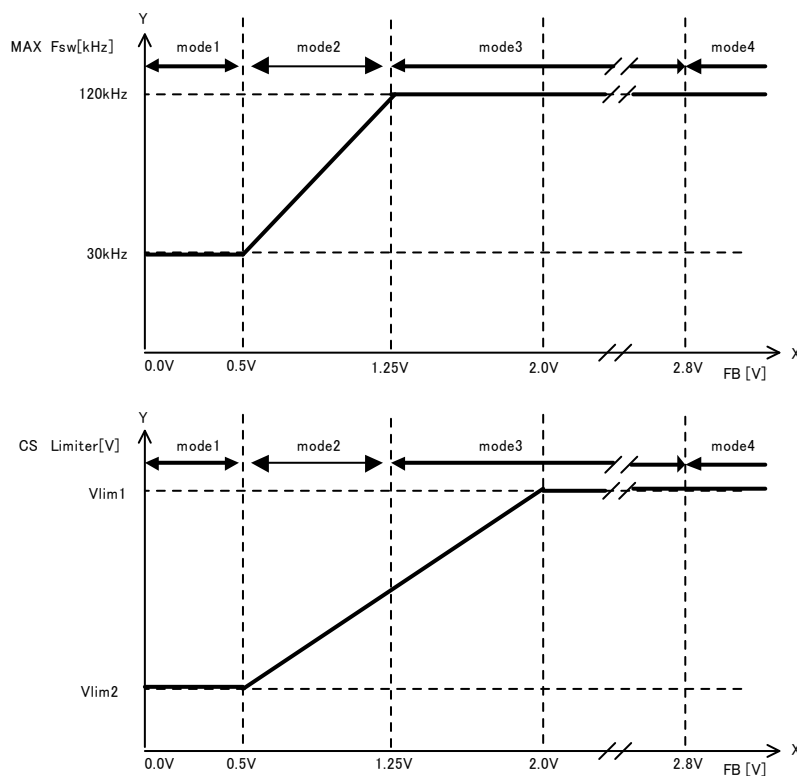 Y
MAX Fsw[kHz]
mode1 mode2 mode3 mode4
120kHz
30kHz
X
0.0V 0.5V 1.25V 2.0V 2.8V
FB [V]
Y
CS Limiter[V]
mode1 mode2 mode3 mode4
Vlim1
Vlim2
X
0.0V 0.5V 1.25V 2.0V 2.8V
FB [V]